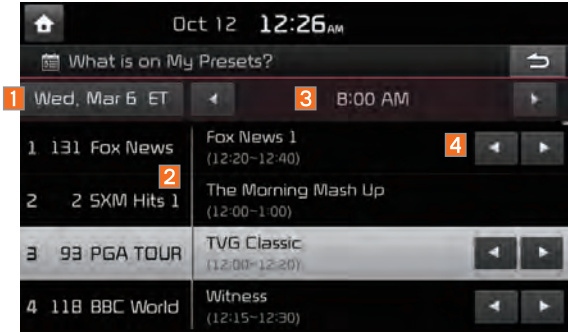 Oct 12 12:26AM
What is on My Presets?
1 Wed, Mar 6 ET 3 8:00 AM
1 131 Fox News Fox News 1 4
(12:20~12:40)
2
2 2 SXM Hits 1 The Morning Mash Up
(12:00~1:00)
3 93 PGA TOUR TVG Classic
(12:00~12:20)
4 118 BBC World Witness
(12:15~12:30)